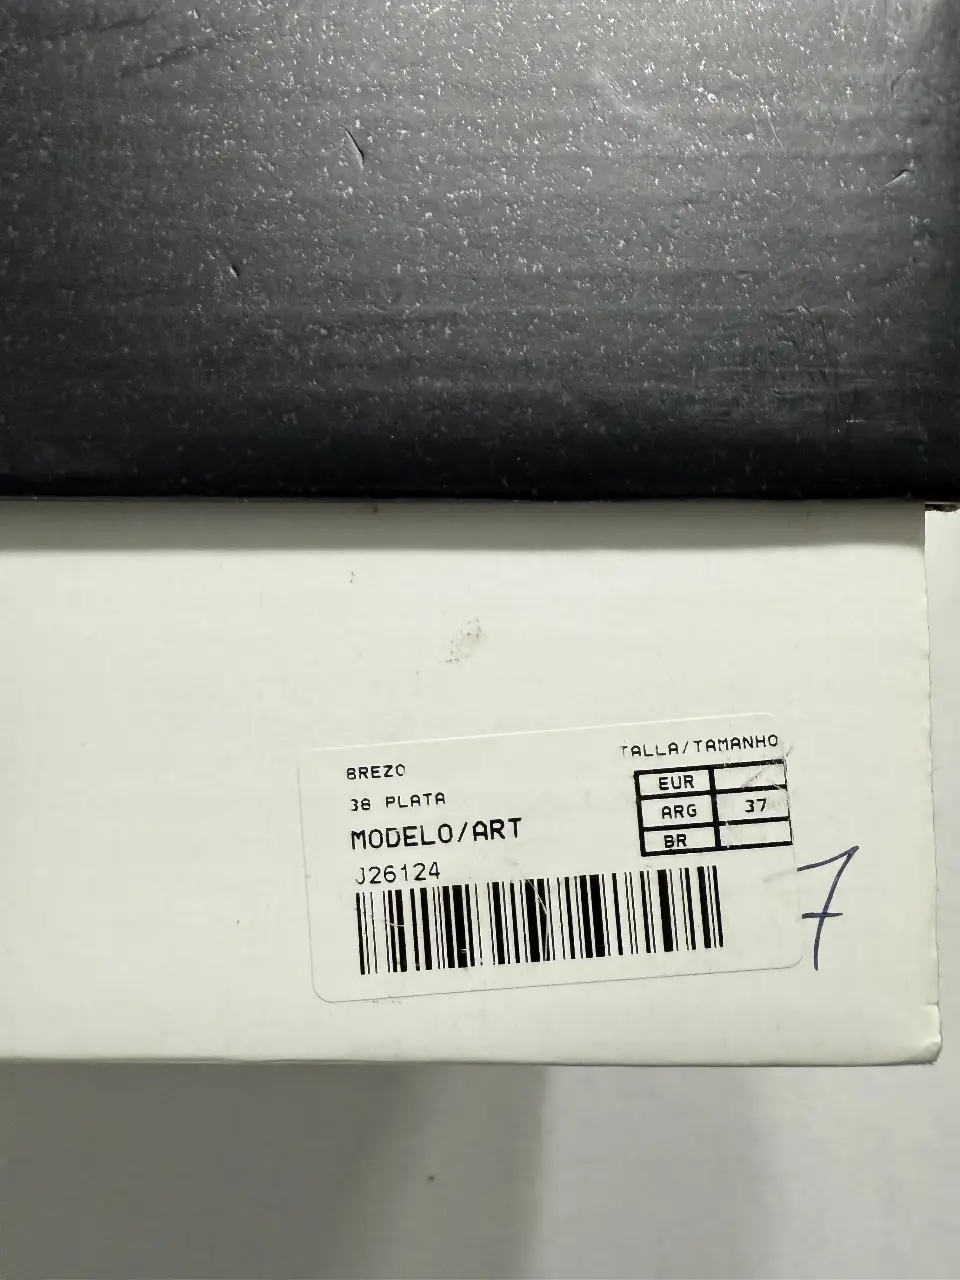 BREZO
38 PLATA
MODELO/ART
J26124
TALLA/TAMANHO
EUR
ARG 37
BR
7